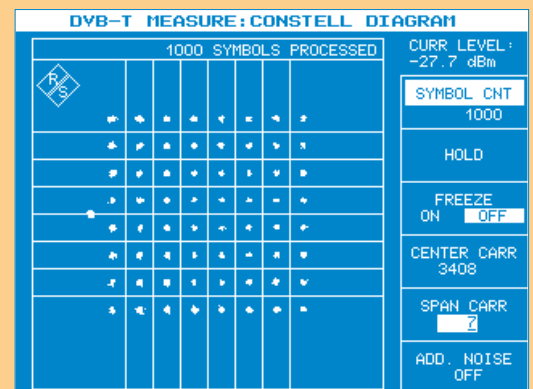 DVB-T MEASURE:CONSTELL DIAGRAM
1000 SYMBOLS PROCESSED
R
S
CURR LEVEL:
-27.7 dBm
SYMBOL CNT
1000
HOLD
FREEZE
ON OFF
CENTER CARR
3408
SPAN CARR
7
ADD. NOISE
OFF